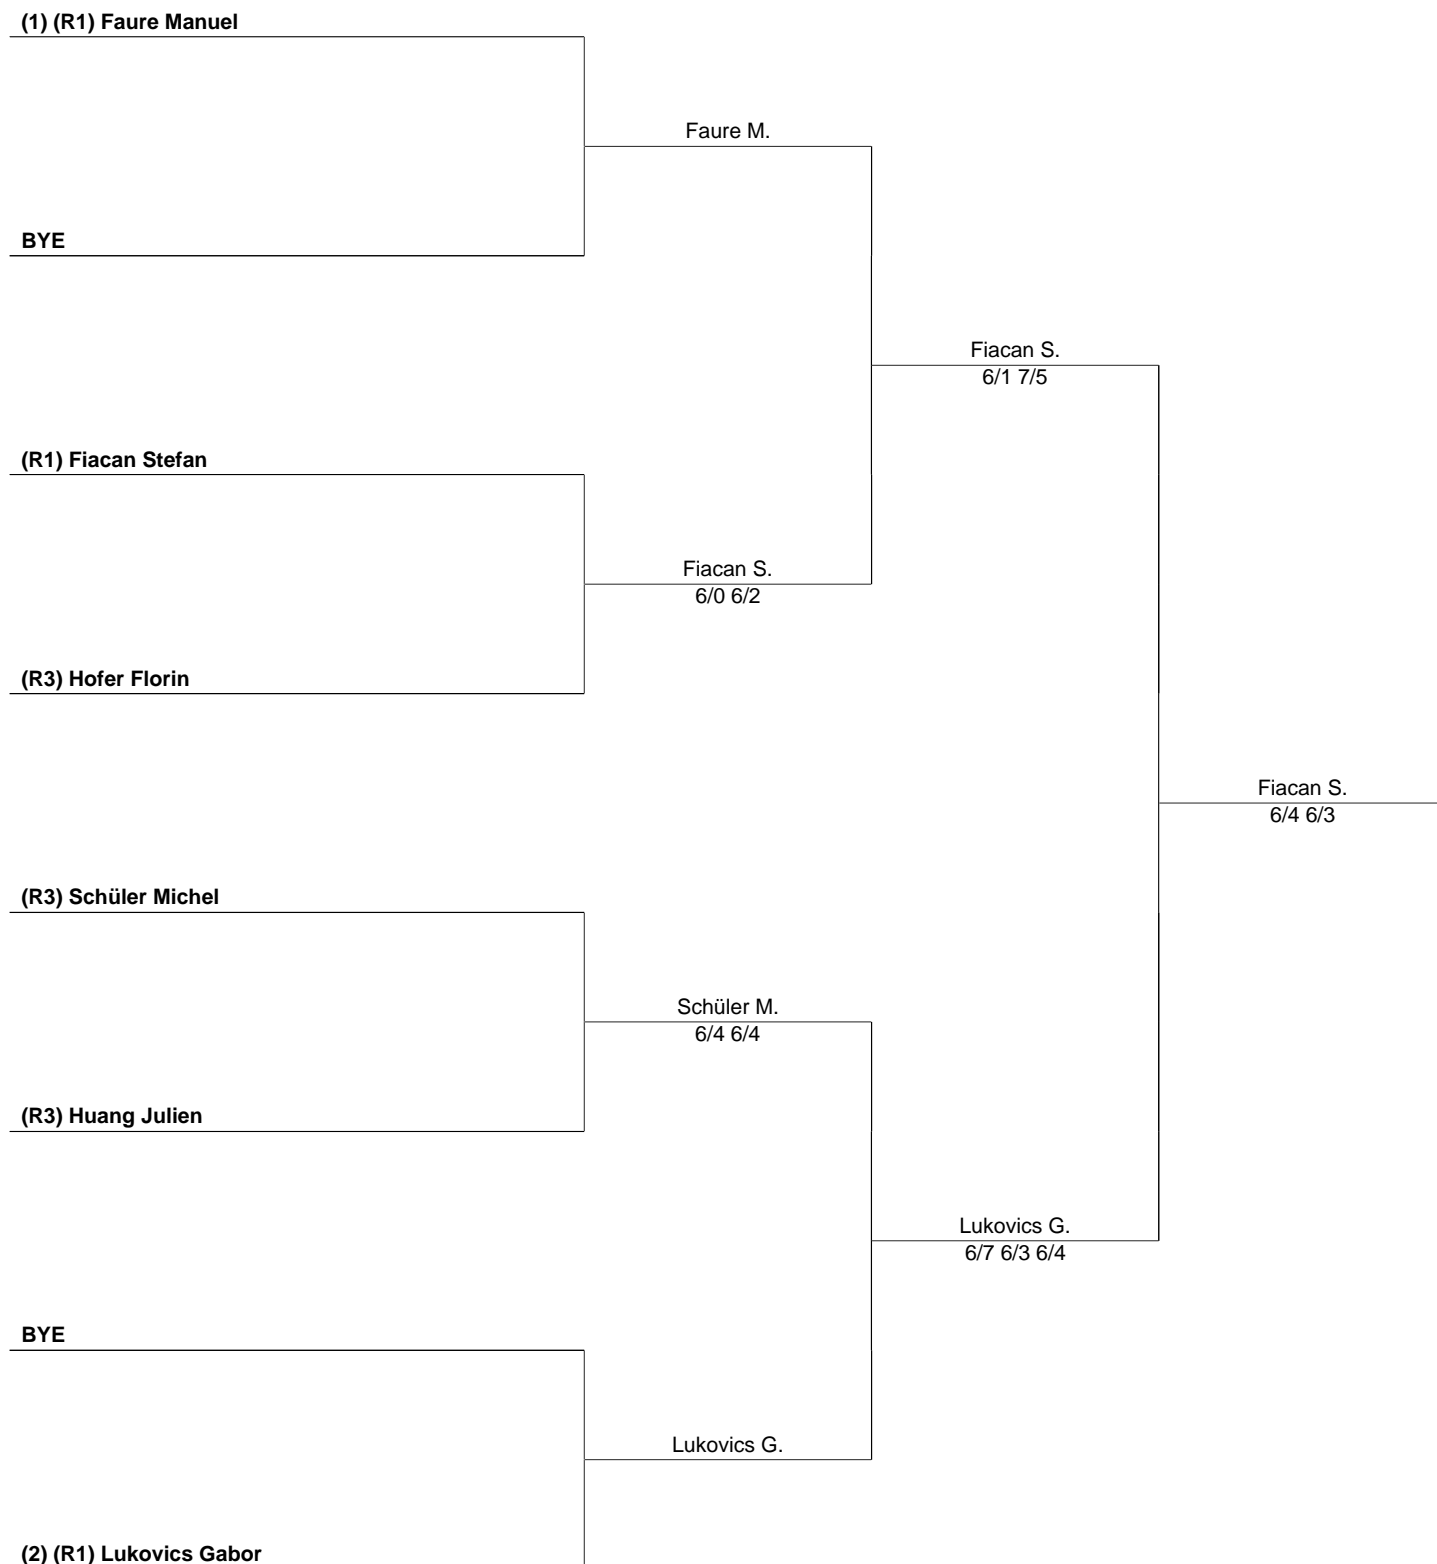 (1) (R1) Faure Manuel
Faure M.
BYE
Fiacan S.
6/1 7/5
(R1) Fiacan Stefan
Fiacan S.
6/0 6/2
(R3) Hofer Florin
Fiacan S.
6/4 6/3
(R3) Schüler Michel
Schüler M.
6/4 6/4
(R3) Huang Julien
Lukovics G.
6/7 6/3 6/4
BYE
Lukovics G.
(2) (R1) Lukovics Gabor